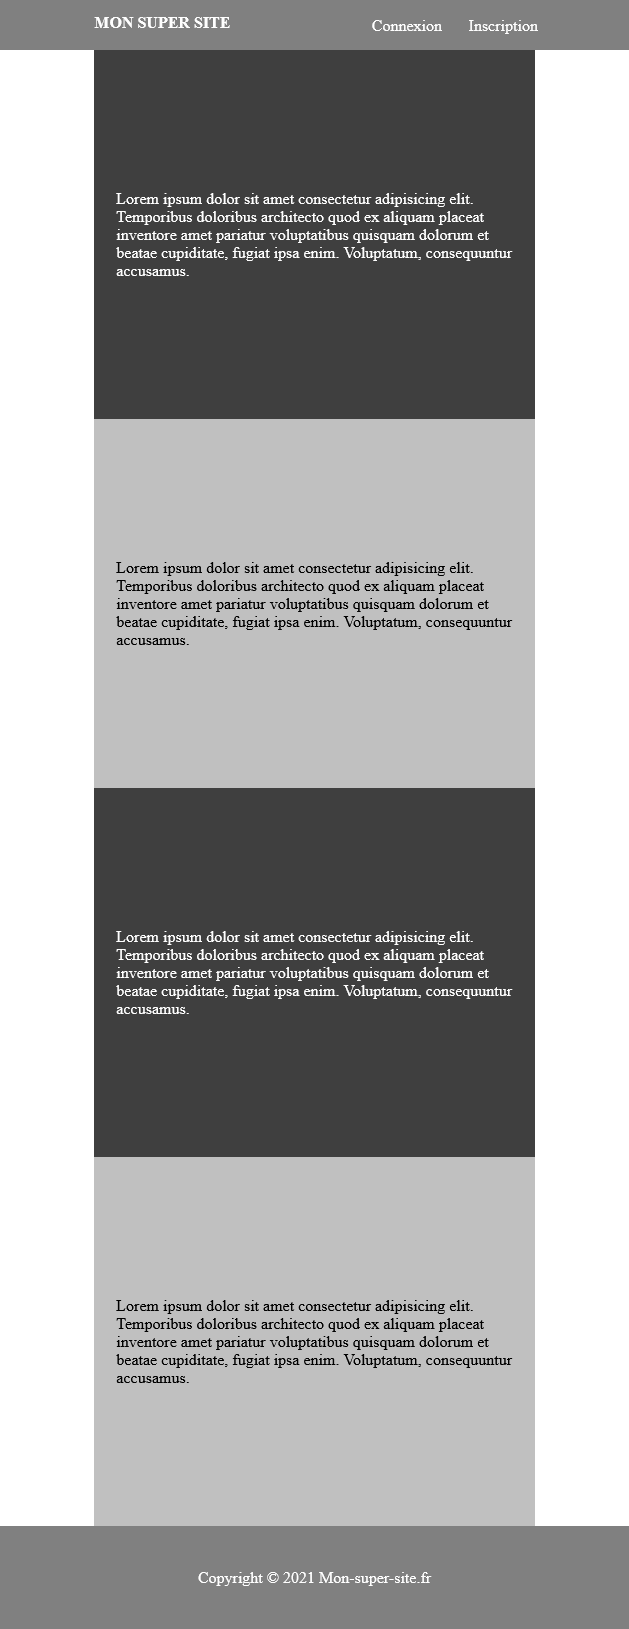 MON SUPER SITE
Connexion Inscription
Lorem ipsum dolor sit amet consectetur adipisicing elit.
Temporibus doloribus architecto quod ex aliquam placeat
inventore amet pariatur voluptatibus quisquam dolorum et
beatae cupiditate, fugiat ipsa enim. Voluptatum, consequuntur
accusamus.
Lorem ipsum dolor sit amet consectetur adipisicing elit.
Temporibus doloribus architecto quod ex aliquam placeat
inventore amet pariatur voluptatibus quisquam dolorum et
beatae cupiditate, fugiat ipsa enim. Voluptatum, consequuntur
accusamus.
Lorem ipsum dolor sit amet consectetur adipisicing elit.
Temporibus doloribus architecto quod ex aliquam placeat
inventore amet pariatur voluptatibus quisquam dolorum et
beatae cupiditate, fugiat ipsa enim. Voluptatum, consequuntur
accusamus.
Lorem ipsum dolor sit amet consectetur adipisicing elit.
Temporibus doloribus architecto quod ex aliquam placeat
inventore amet pariatur voluptatibus quisquam dolorum et
beatae cupiditate, fugiat ipsa enim. Voluptatum, consequuntur
accusamus.
Copyright © 2021 Mon-super-site.fr